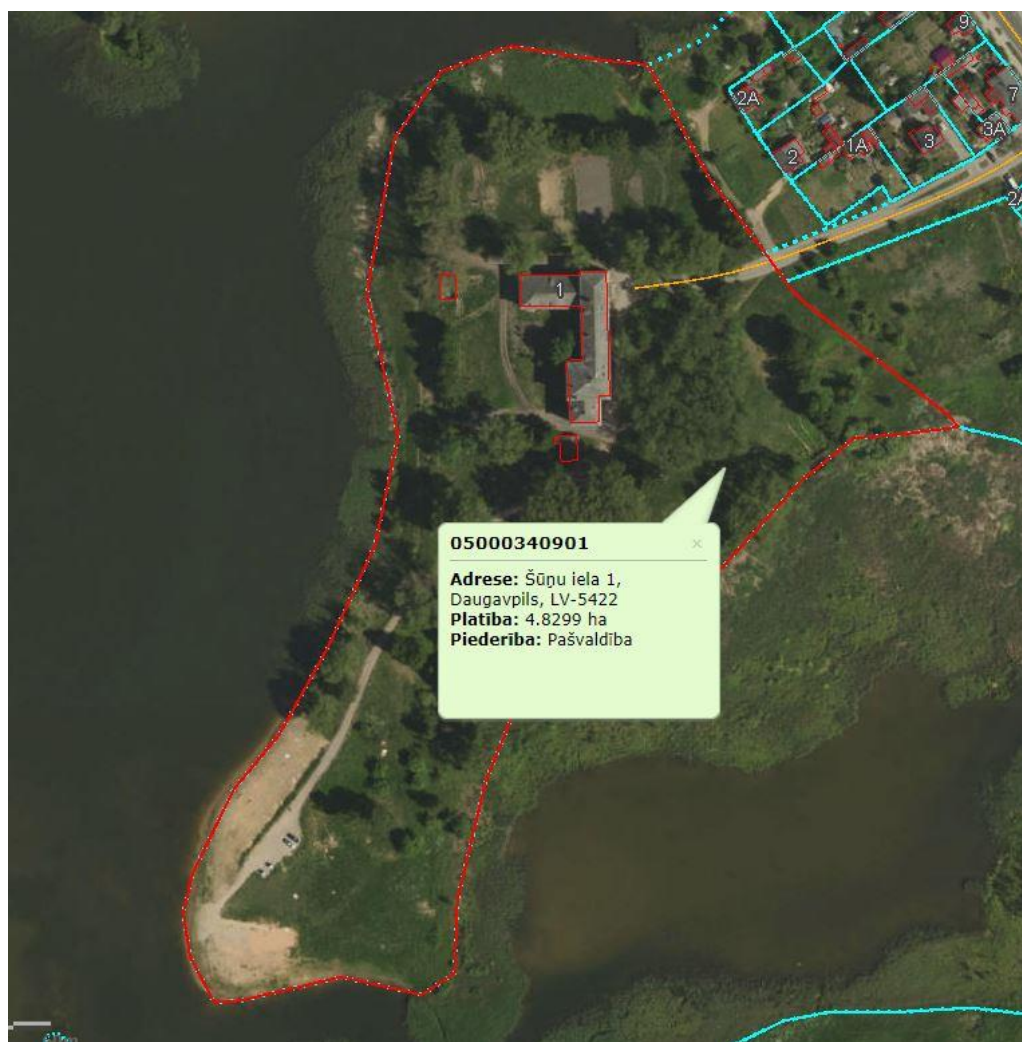 9
7
2A
3A
3
1A
2
1
05000340901
×
Adrese: Šūņu iela 1,
Daugavpils, LV-5422
Platība: 4.8299 ha
Piederība: Pašvaldība